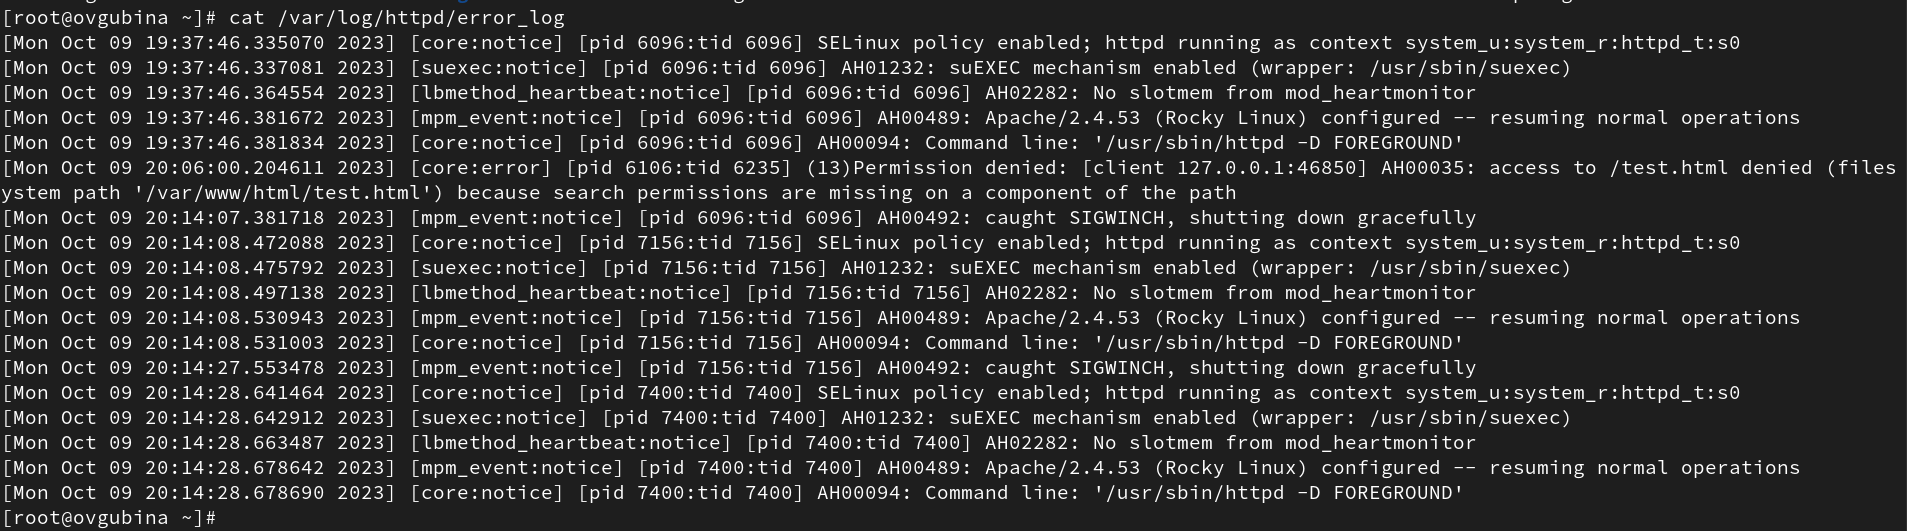 [root@ovgubina ~]# cat /var/log/httpd/error_log
[Mon Oct 09 19:37:46.335070 2023] [core:notice] [pid 6096:tid 6096] SELinux policy enabled; httpd running as context system_u:system_r:httpd_t:s0
[Mon Oct 09 19:37:46.337081 2023] [suexec:notice] [pid 6096:tid 6096] AH01232: suEXEC mechanism enabled (wrapper: /usr/sbin/suexec)
[Mon Oct 09 19:37:46.364554 2023] [lbmethod_heartbeat:notice] [pid 6096:tid 6096] AH02282: No slotmem from mod_heartmonitor
[Mon Oct 09 19:37:46.381672 2023] [mpm_event:notice] [pid 6096:tid 6096] AH00489: Apache/2.4.53 (Rocky Linux) configured -- resuming normal operations
[Mon Oct 09 19:37:46.381834 2023] [core:notice] [pid 6096:tid 6096] AH00094: Command line: '/usr/sbin/httpd -D FOREGROUND'
[Mon Oct 09 20:06:00.204611 2023] [core:error] [pid 6106:tid 6235] (13)Permission denied: [client 127.0.0.1:46850] AH00035: access to /test.html denied (files
ystem path '/var/www/html/test.html') because search permissions are missing on a component of the path
[Mon Oct 09 20:14:07.381718 2023] [mpm_event:notice] [pid 6096:tid 6096] AH00492: caught SIGWINCH, shutting down gracefully
[Mon Oct 09 20:14:08.472088 2023] [core:notice] [pid 7156:tid 7156] SELinux policy enabled; httpd running as context system_u:system_r:httpd_t:s0
[Mon Oct 09 20:14:08.475792 2023] [suexec:notice] [pid 7156:tid 7156] AH01232: suEXEC mechanism enabled (wrapper: /usr/sbin/suexec)
[Mon Oct 09 20:14:08.497138 2023] [lbmethod_heartbeat:notice] [pid 7156:tid 7156] AH02282: No slotmem from mod_heartmonitor
[Mon Oct 09 20:14:08.530943 2023] [mpm_event:notice] [pid 7156:tid 7156] AH00489: Apache/2.4.53 (Rocky Linux) configured -- resuming normal operations
[Mon Oct 09 20:14:08.531003 2023] [core:notice] [pid 7156:tid 7156] AH00094: Command line: '/usr/sbin/httpd -D FOREGROUND'
[Mon Oct 09 20:14:27.553478 2023] [mpm_event:notice] [pid 7156:tid 7156] AH00492: caught SIGWINCH, shutting down gracefully
[Mon Oct 09 20:14:28.641464 2023] [core:notice] [pid 7400:tid 7400] SELinux policy enabled; httpd running as context system_u:system_r:httpd_t:s0
[Mon Oct 09 20:14:28.642912 2023] [suexec:notice] [pid 7400:tid 7400] AH01232: suEXEC mechanism enabled (wrapper: /usr/sbin/suexec)
[Mon Oct 09 20:14:28.663487 2023] [lbmethod_heartbeat:notice] [pid 7400:tid 7400] AH02282: No slotmem from mod_heartmonitor
[Mon Oct 09 20:14:28.678642 2023] [mpm_event:notice] [pid 7400:tid 7400] AH00489: Apache/2.4.53 (Rocky Linux) configured -- resuming normal operations
[Mon Oct 09 20:14:28.678690 2023] [core:notice] [pid 7400:tid 7400] AH00094: Command line: '/usr/sbin/httpd -D FOREGROUND'
[root@ovgubina ~]#